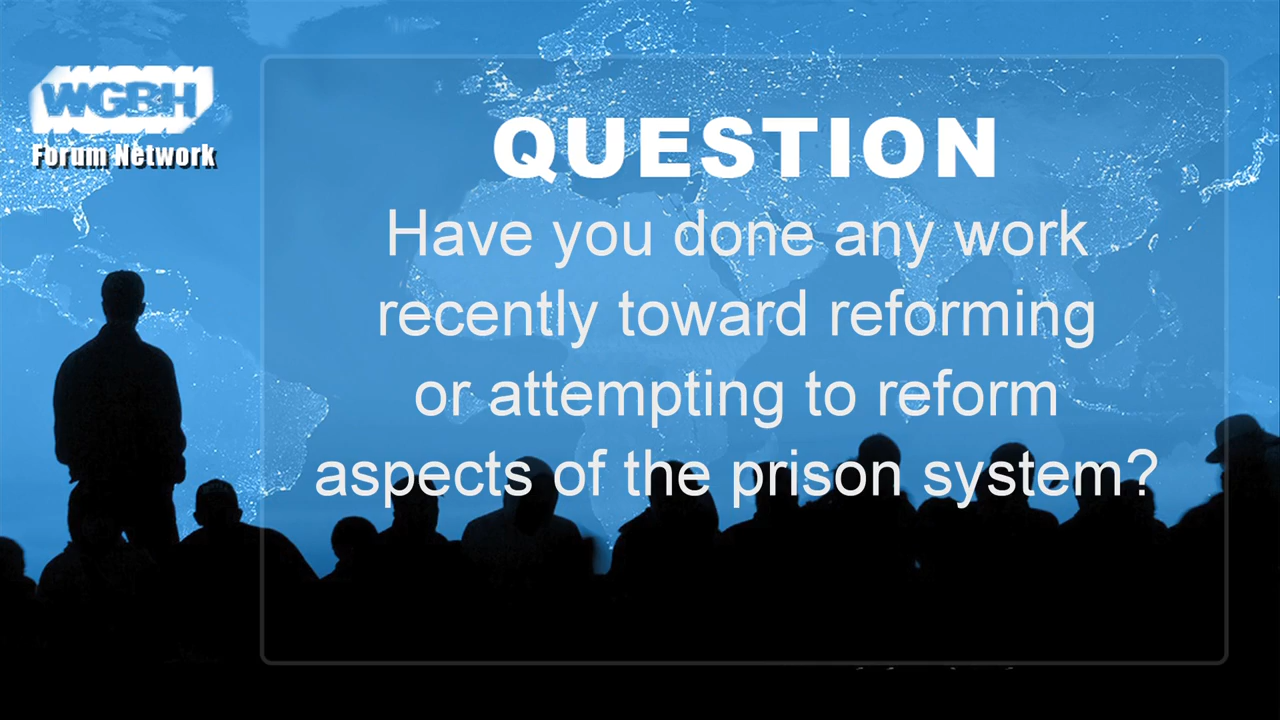 WGBH
Forum Network
QUESTION
Have you done any work
recently toward reforming
or attempting to reform
aspects of the prison system?